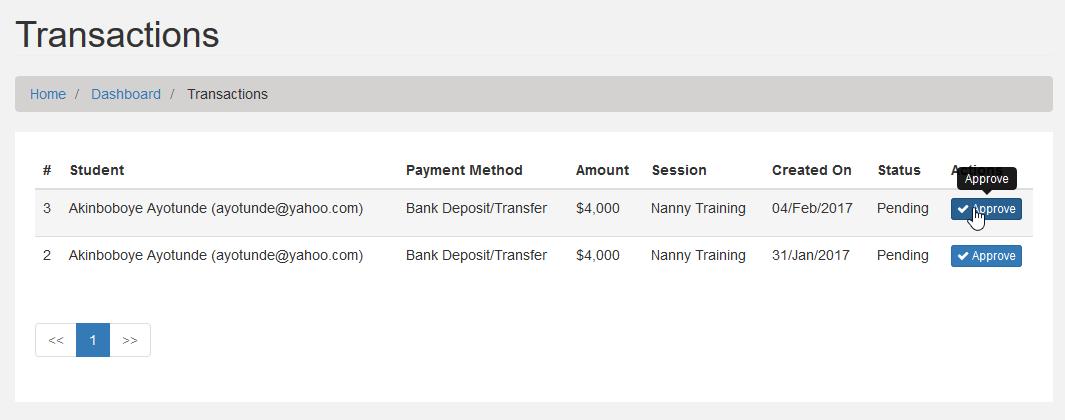 Transactions
Home / Dashboard / Transactions
# Student Payment Method Amount Session Created On Status Actions
Approve
3 Akinboboye Ayotunde (ayotunde@yahoo.com) Bank Deposit/Transfer $4,000 Nanny Training 04/Feb/2017 Pending Approve
2 Akinboboye Ayotunde (ayotunde@yahoo.com) Bank Deposit/Transfer $4,000 Nanny Training 31/Jan/2017 Pending Approve
<< 1 >>